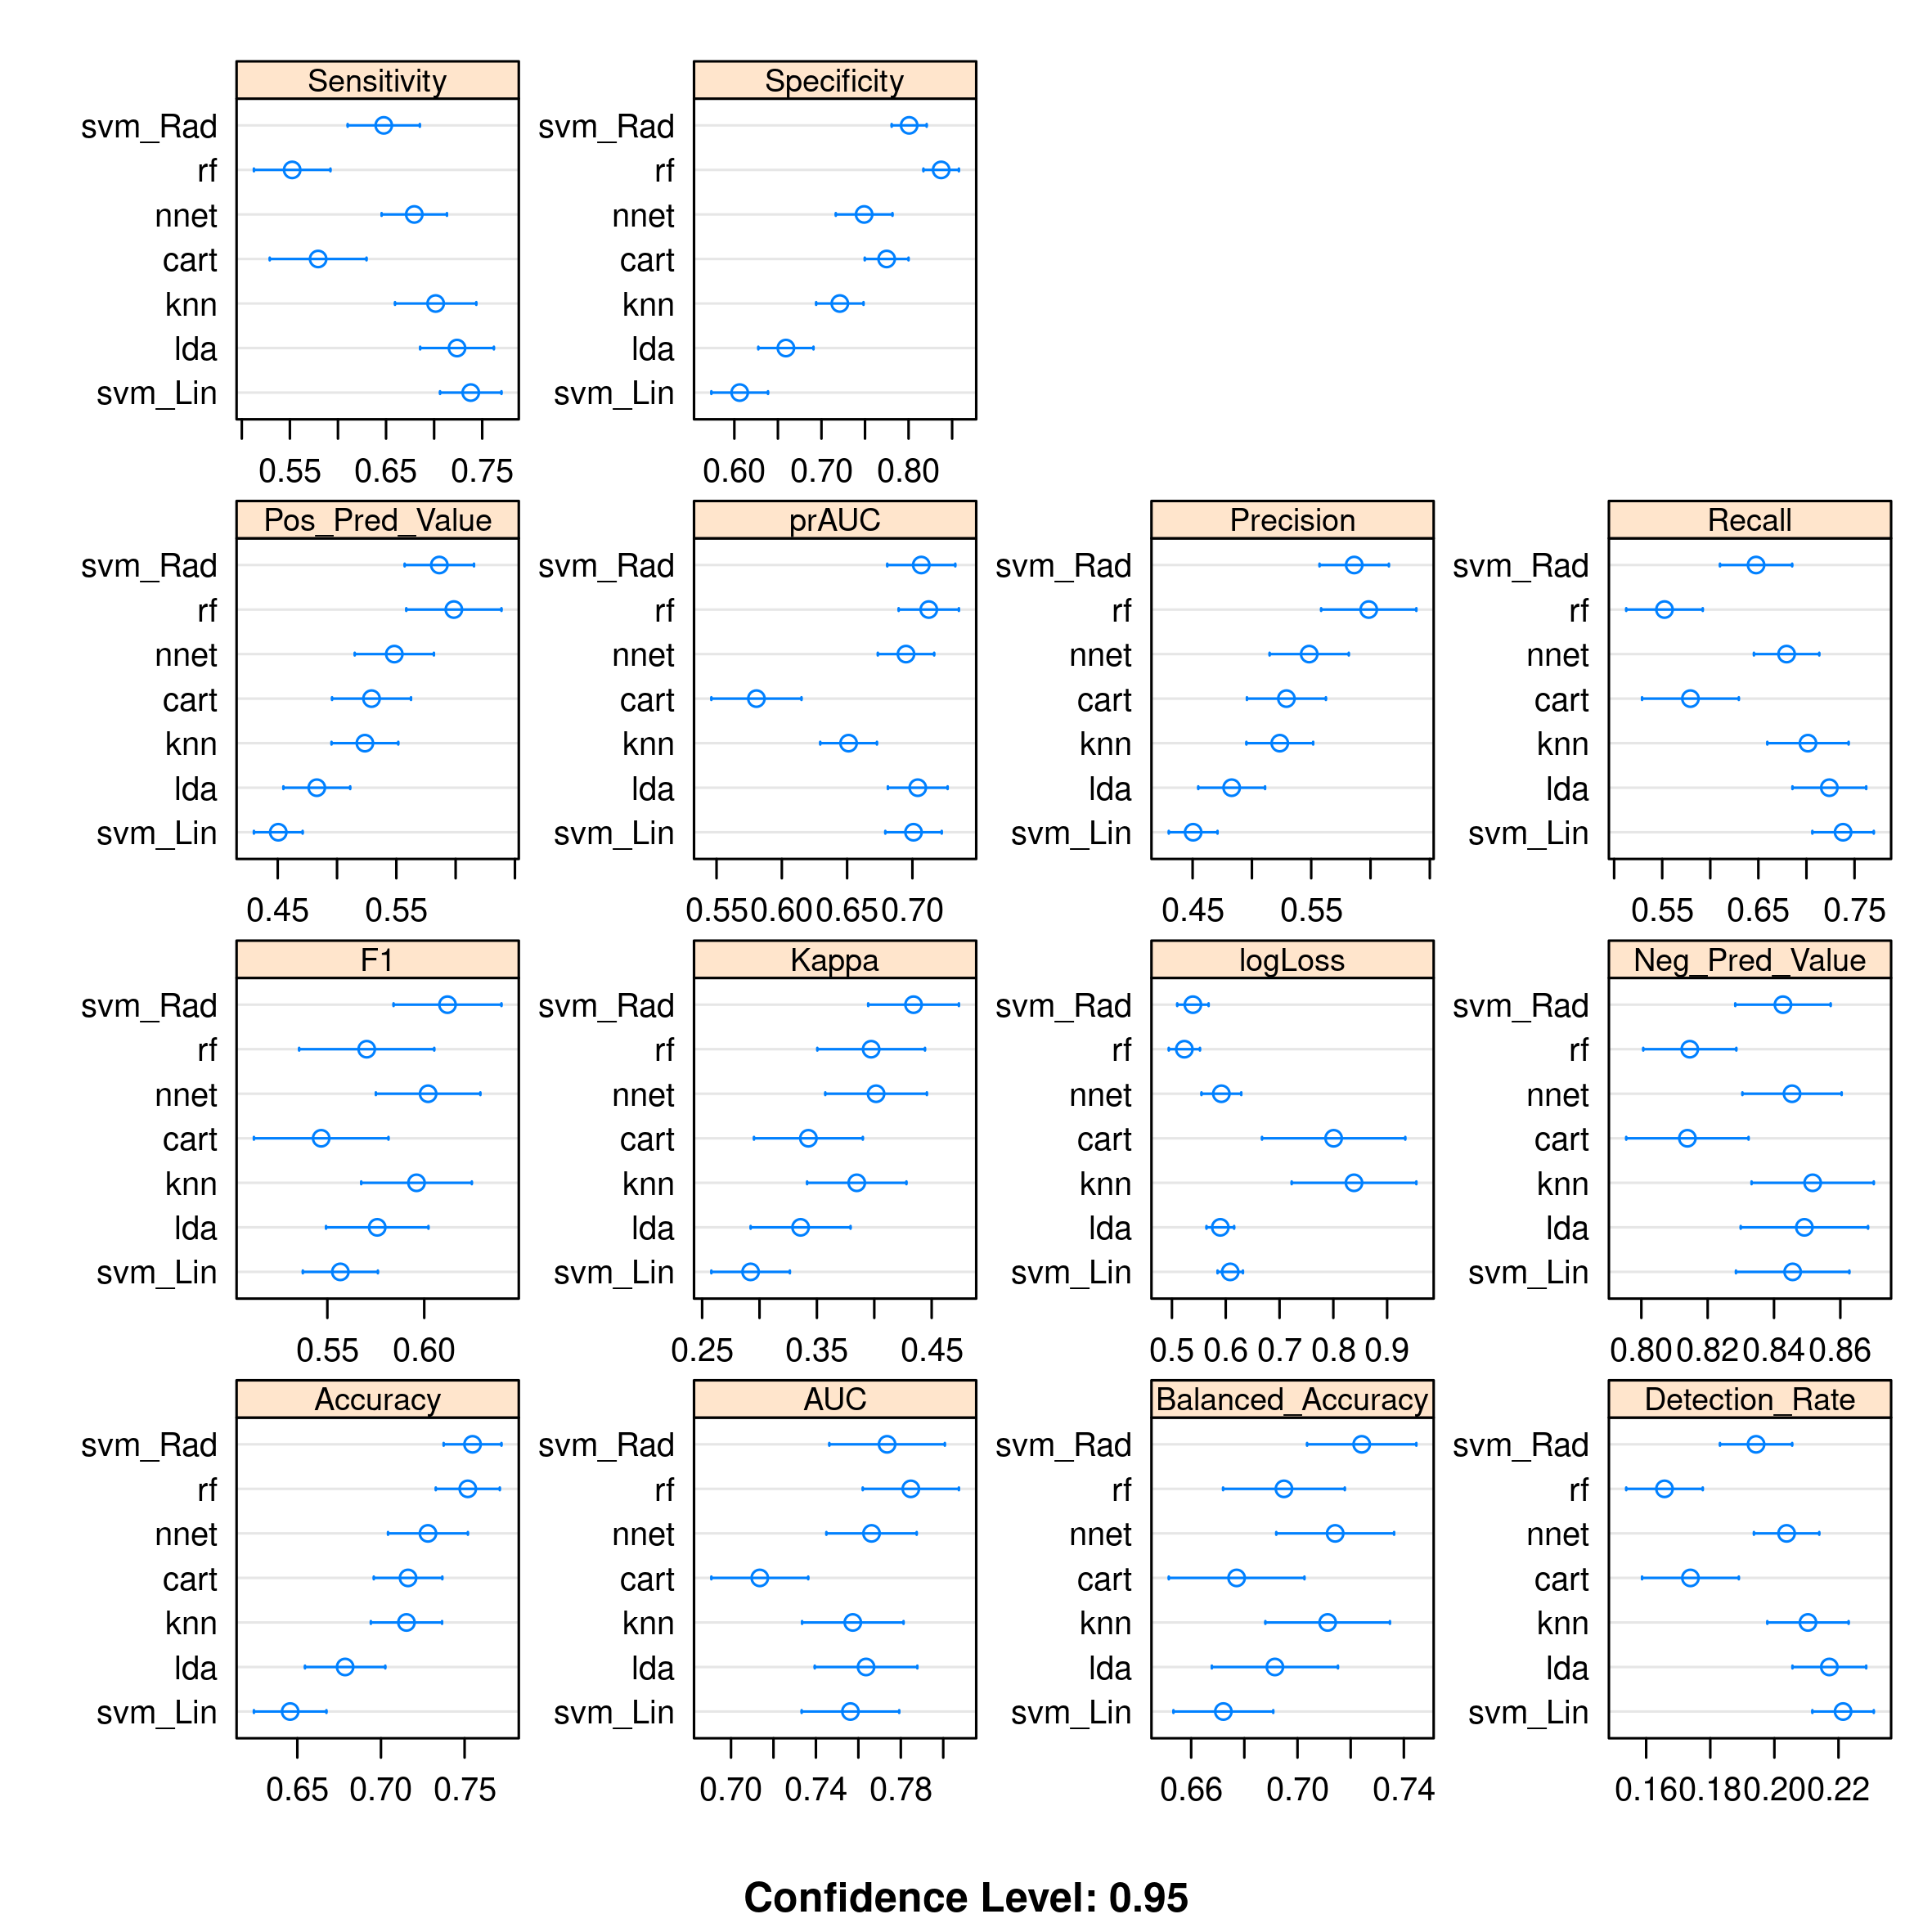 Sensitivity
svm_Rad
rf
nnet
cart
knn
lda
svm_Lin
0.55 0.65 0.75
Specificity
svm_Rad
rf
nnet
cart
knn
lda
svm_Lin
0.60 0.70 0.80
Pos_Pred_Value
svm_Rad
rf
nnet
cart
knn
lda
svm_Lin
0.45 0.55
prAUC
svm_Rad
rf
nnet
cart
knn
lda
svm_Lin
0.55 0.60 0.65 0.70
Precision
svm_Rad
rf
nnet
cart
knn
lda
svm_Lin
0.45 0.55
Recall
svm_Rad
rf
nnet
cart
knn
lda
svm_Lin
0.55 0.65 0.75
F1
svm_Rad
rf
nnet
cart
knn
lda
svm_Lin
0.55 0.60
Kappa
svm_Rad
rf
nnet
cart
knn
lda
svm_Lin
0.25 0.35 0.45
logLoss
svm_Rad
rf
nnet
cart
knn
lda
svm_Lin
0.5 0.6 0.7 0.8 0.9
Neg_Pred_Value
svm_Rad
rf
nnet
cart
knn
lda
svm_Lin
0.80 0.82 0.84 0.86
Accuracy
svm_Rad
rf
nnet
cart
knn
lda
svm_Lin
0.65 0.70 0.75
AUC
svm_Rad
rf
nnet
cart
knn
lda
svm_Lin
0.70 0.74 0.78
Balanced_Accuracy
svm_Rad
rf
nnet
cart
knn
lda
svm_Lin
0.66 0.70 0.74
Detection_Rate
svm_Rad
rf
nnet
cart
knn
lda
svm_Lin
0.16 0.18 0.20 0.22
Confidence Level: 0.95